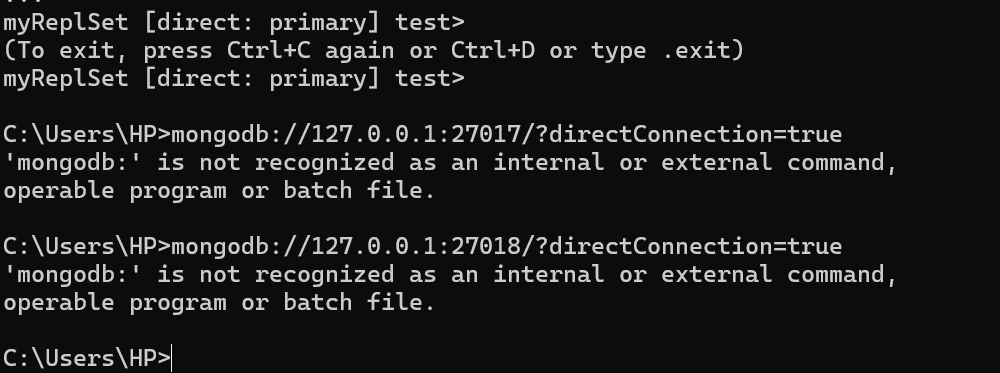 myReplSet [direct: primary] test>
(To exit, press Ctrl+C again or Ctrl+D or type .exit)
myReplSet [direct: primary] test>
C:\Users\HP>mongodb://127.0.0.1:27017/?directConnection=true
'mongodb:' is not recognized as an internal or external command,
operable program or batch file.
C:\Users\HP>mongodb://127.0.0.1:27018/?directConnection=true
'mongodb:' is not recognized as an internal or external command,
operable program or batch file.
C:\Users\HP>